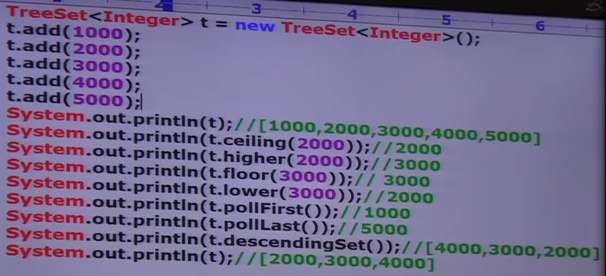 2 3 4 5 6
TreeSet<Integer> t = new TreeSet<Integer>();
t.add(1000);
t.add(2000);
t.add(3000);
t.add(4000);
t.add(5000);
System.out.println(t);//[1000,2000,3000,4000,5000]
System.out.println(t.ceiling(2000));//2000
System.out.println(t.higher(2000));//3000
System.out.println(t.floor(3000));// 3000
System.out.println(t.lower(3000));//2000
System.out.println(t.pollFirst());//1000
System.out.println(t.pollLast());//5000
System.out.println(t.descendingSet());//[4000,3000,2000]
System.out.println(t);//[2000,3000,4000]